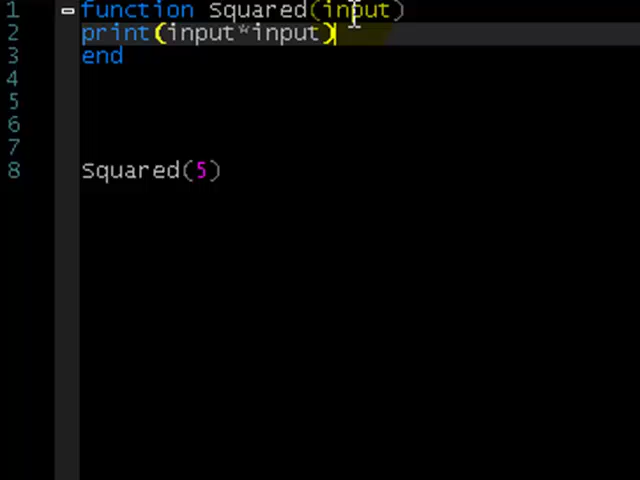 1 function Squared(input)
2 print(input*input)
3 end
4
5
6
7
8 Squared(5)